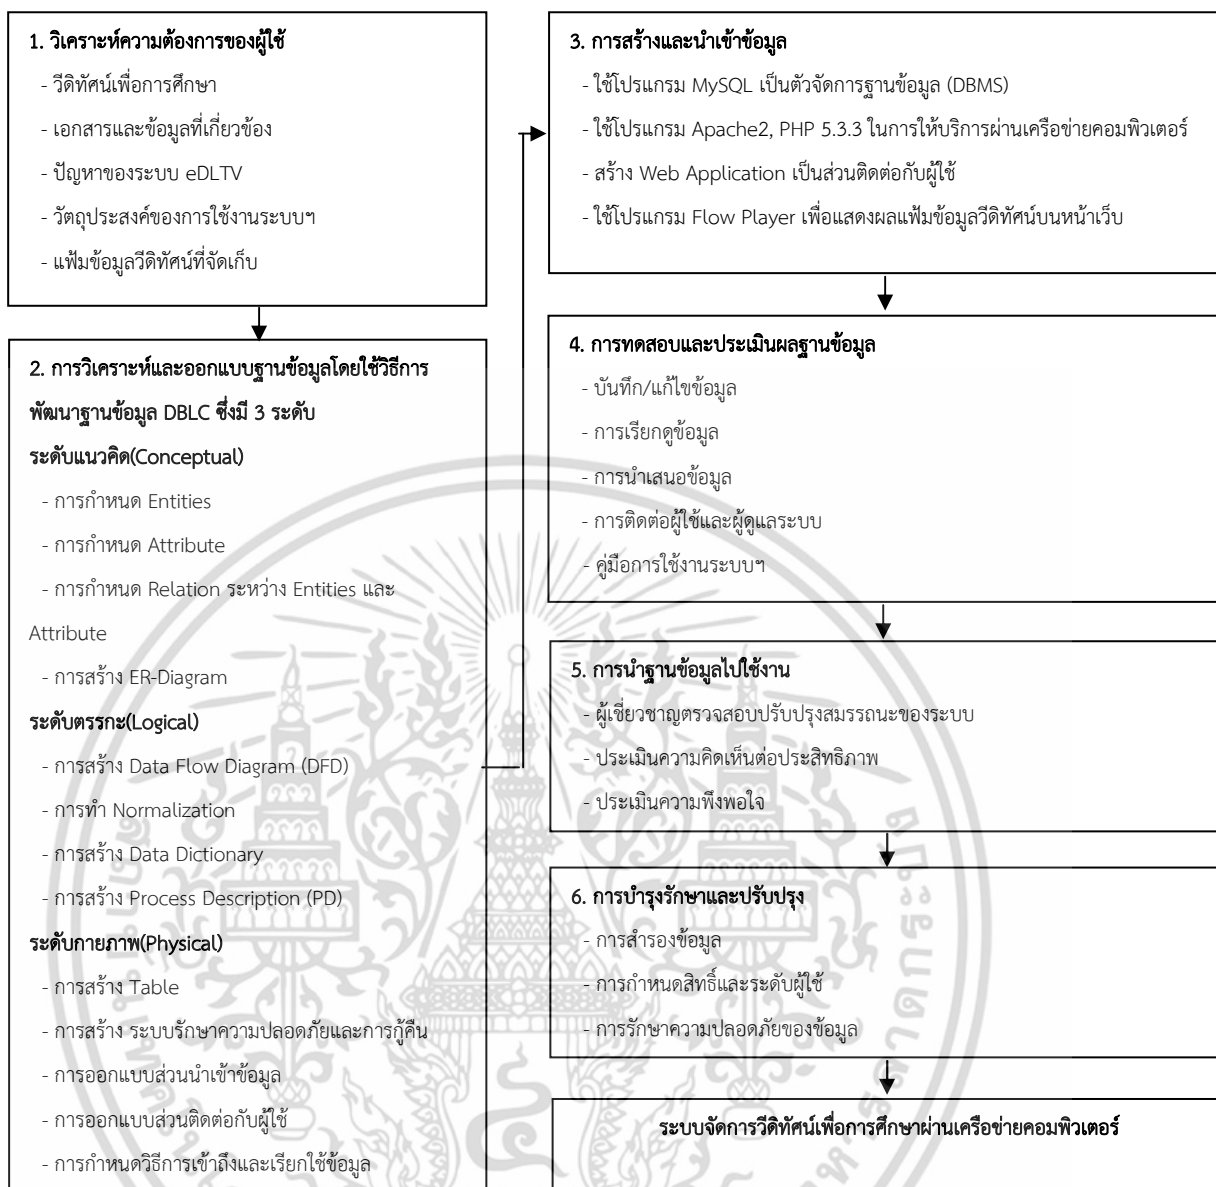 1. วิเคราะห์ความต้องการของผู้ใช้
- วีดิทัศน์เพื่อการศึกษา
- เอกสารและข้อมูลที่เกี่ยวข้อง
- ปัญหาของระบบ eDLTV
- วัตถุประสงค์ของการใช้งานระบบฯ
- แฟ้มข้อมูลวีดิทัศน์ที่จัดเก็บ
2. การวิเคราะห์และออกแบบฐานข้อมูลโดยใช้วิธีการ
พัฒนาฐานข้อมูล DBLC ซึ่งมี 3 ระดับ
ระดับแนวคิด(Conceptual)
- การกำหนด Entities
- การกำหนด Attribute
- การกำหนด Relation ระหว่าง Entities และ
Attribute
- การสร้าง ER-Diagram
ระดับตรรกะ(Logical)
- การสร้าง Data Flow Diagram (DFD)
- การทำ Normalization
- การสร้าง Data Dictionary
- การสร้าง Process Description (PD)
ระดับกายภาพ(Physical)
- การสร้าง Table
- การสร้าง ระบบรักษาความปลอดภัยและการกู้คืน
- การออกแบบส่วนนำเข้าข้อมูล
- การออกแบบส่วนติดต่อกับผู้ใช้
- การกำหนดวิธีการเข้าถึงและเรียกใช้ข้อมูล
3. การสร้างและนำเข้าข้อมูล
- ใช้โปรแกรม MySQL เป็นตัวจัดการฐานข้อมูล (DBMS)
- ใช้โปรแกรม Apache2, PHP 5.3.3 ในการให้บริการผ่านเครือข่ายคอมพิวเตอร์
- สร้าง Web Application เป็นส่วนติดต่อกับผู้ใช้
- ใช้โปรแกรม Flow Player เพื่อแสดงผลแฟ้มข้อมูลวีดิทัศน์บนหน้าเว็บ
4. การทดสอบและประเมินผลฐานข้อมูล
- บันทึก/แก้ไขข้อมูล
- การเรียกดูข้อมูล
- การนำเสนอข้อมูล
- การติดต่อผู้ใช้และผู้ดูแลระบบ
- คู่มือการใช้งานระบบฯ
5. การนำฐานข้อมูลไปใช้งาน
- ผู้เชี่ยวชาญตรวจสอบปรับปรุงสมรรถนะของระบบ
- ประเมินความคิดเห็นต่อประสิทธิภาพ
- ประเมินความพึงพอใจ
6. การบำรุงรักษาและปรับปรุง
- การสำรองข้อมูล
- การกำหนดสิทธิ์และระดับผู้ใช้
- การรักษาความปลอดภัยของข้อมูล
ระบบจัดการวีดิทัศน์เพื่อการศึกษาผ่านเครือข่ายคอมพิวเตอร์